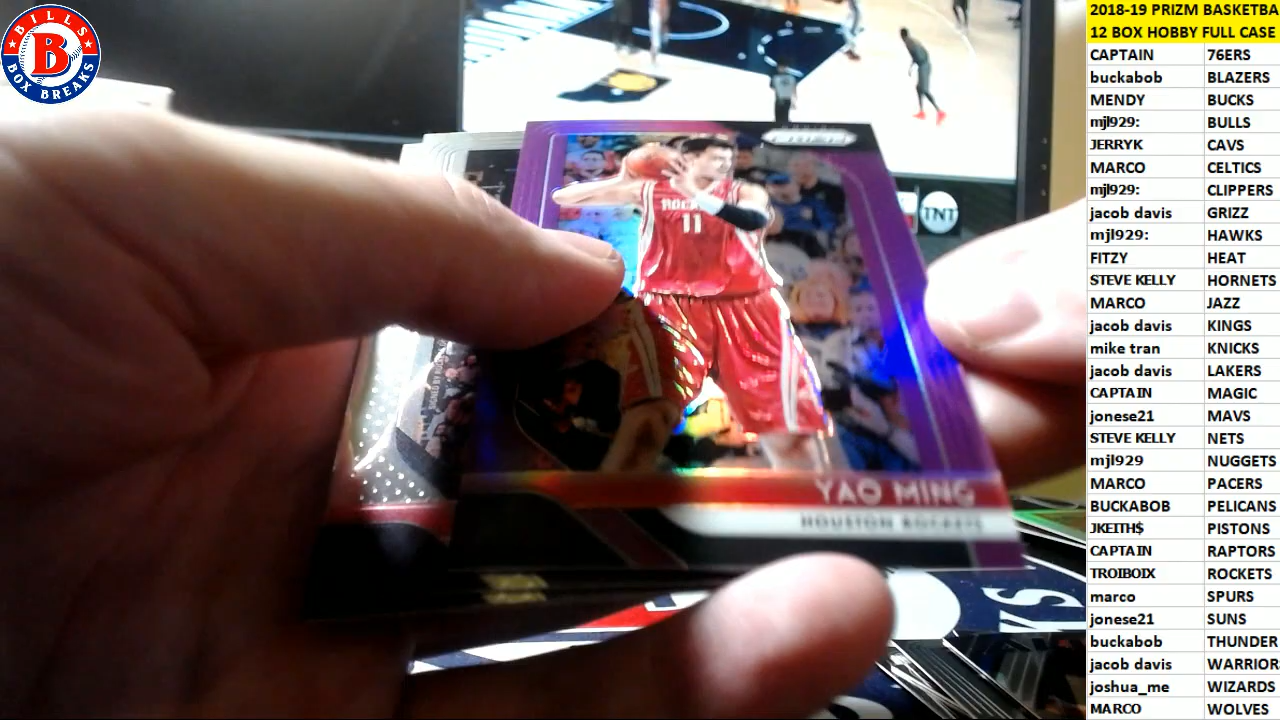 BILL'S
B
BOX BREAKS
PRIZM
ROCK
11
YAO MING
HOUSTON ROCKETS
TNT
2018-19 PRIZM BASKETBA
12 BOX HOBBY FULL CASE
CAPTAIN 76ERS
buckabob BLAZERS
MENDY BUCKS
mjl929: BULLS
JERRYK CAVS
MARCO CELTICS
mjl929: CLIPPERS
jacob davis GRIZZ
mjl929: HAWKS
FITZY HEAT
STEVE KELLY HORNETS
MARCO JAZZ
jacob davis KINGS
mike tran KNICKS
jacob davis LAKERS
CAPTAIN MAGIC
jonese21 MAVS
STEVE KELLY NETS
mjl929 NUGGETS
MARCO PACERS
BUCKABOB PELICANS
JKEITH$ PISTONS
CAPTAIN RAPTORS
TROIBOIX ROCKETS
marco SPURS
jonese21 SUNS
buckabob THUNDER
jacob davis WARRIOR
joshua_me WIZARDS
MARCO WOLVES